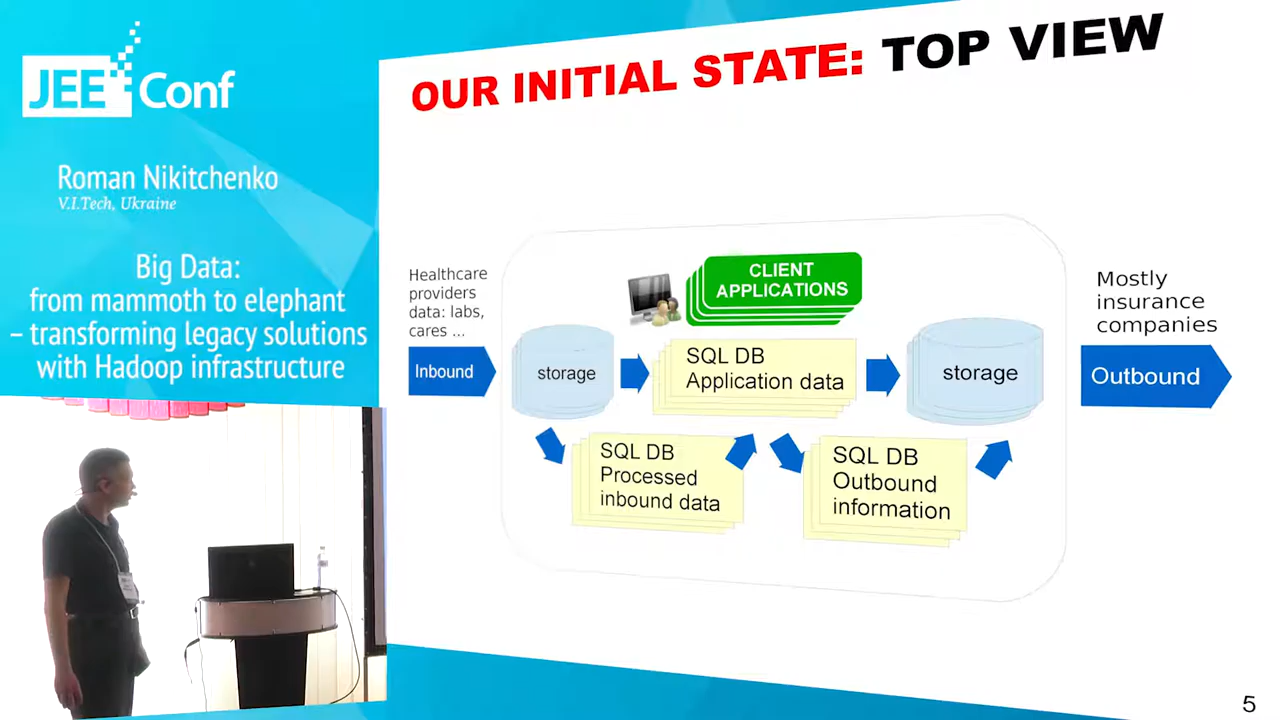 JEE Conf
Roman Nikitchenko
V.I.Tech, Ukraine
Big Data:
from mammoth to elephant
– transforming legacy solutions
with Hadoop infrastructure
OUR INITIAL STATE: TOP VIEW
Healthcare
providers
data: labs,
cares ...
Inbound
storage
CLIENT
APPLICATIONS
SQL DB
Application data
SQL DB
Processed
inbound data
SQL DB
Outbound
information
storage
Mostly
insurance
companies
Outbound
5